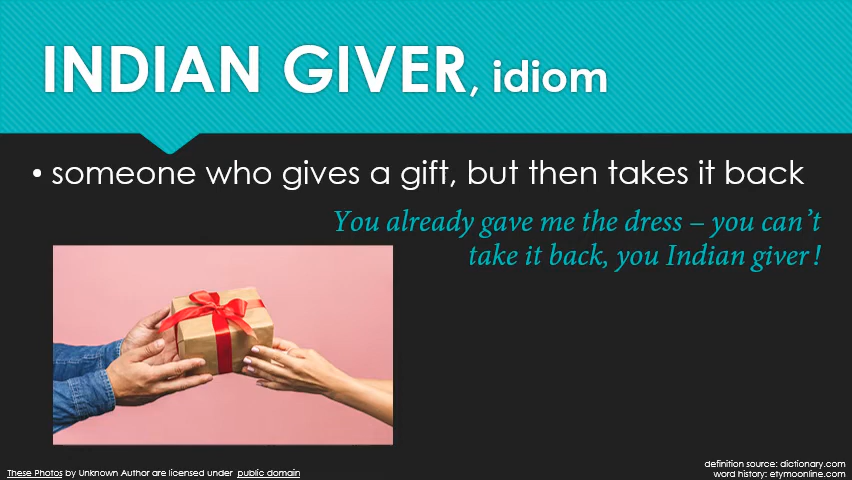 INDIAN GIVER, idiom
• someone who gives a gift, but then takes it back
You already gave me the dress – you can’t
take it back, you Indian giver!
These Photos by Unknown Author are licensed under public domain
definition source: dictionary.com
word history: etymoonline.com